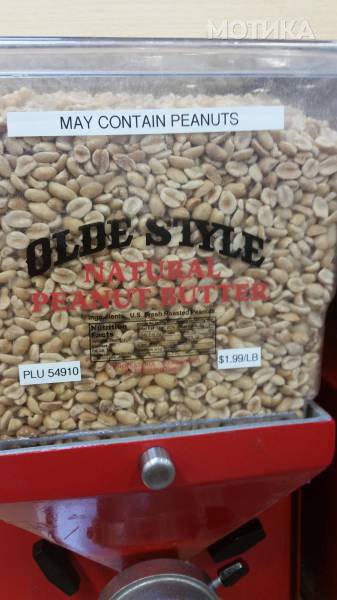 МОТИКА
MAY CONTAIN PEANUTS
OLDE STYLE
NATURAL
PEANUT BUTTER
Ingredients: U.S. Fresh Roasted Peanuts
Nutrition
Facts
PLU 54910
$1.99/LB